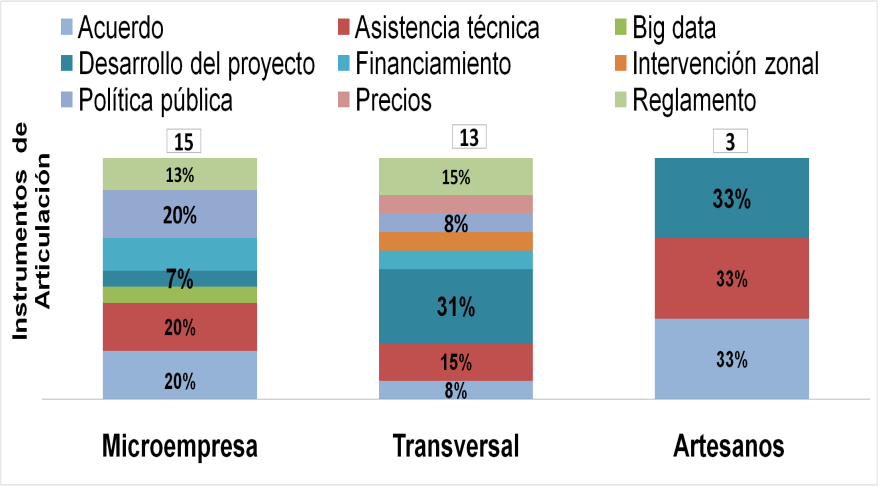 Acuerdo
Asistencia técnica
Big data
Desarrollo del proyecto
Financiamiento
Intervención zonal
Política pública
Precios
Reglamento
Instrumentos de
Articulación
15
13
3
13%
20%
7%
20%
20%
15%
8%
31%
15%
8%
33%
33%
33%
Microempresa
Transversal
Artesanos